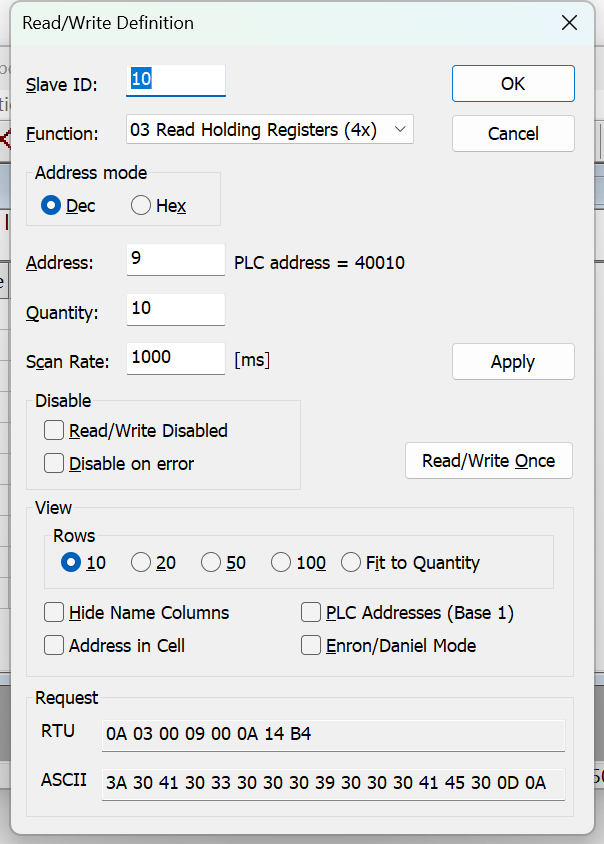 Read/Write Definition
Slave ID: 10
OK
Function: 03 Read Holding Registers (4x)
Cancel
Address mode
Dec Hex
Address: 9 PLC address = 40010
Quantity: 10
Scan Rate: 1000 [ms]
Apply
Disable
Read/Write Disabled
Disable on error
Read/Write Once
View
Rows
10 20 50 100 Fit to Quantity
Hide Name Columns PLC Addresses (Base 1)
Address in Cell Enron/Daniel Mode
Request
RTU 0A 03 00 09 00 0A 14 B4
ASCII 3A 30 41 30 33 30 30 30 39 30 30 30 41 45 30 0D 0A